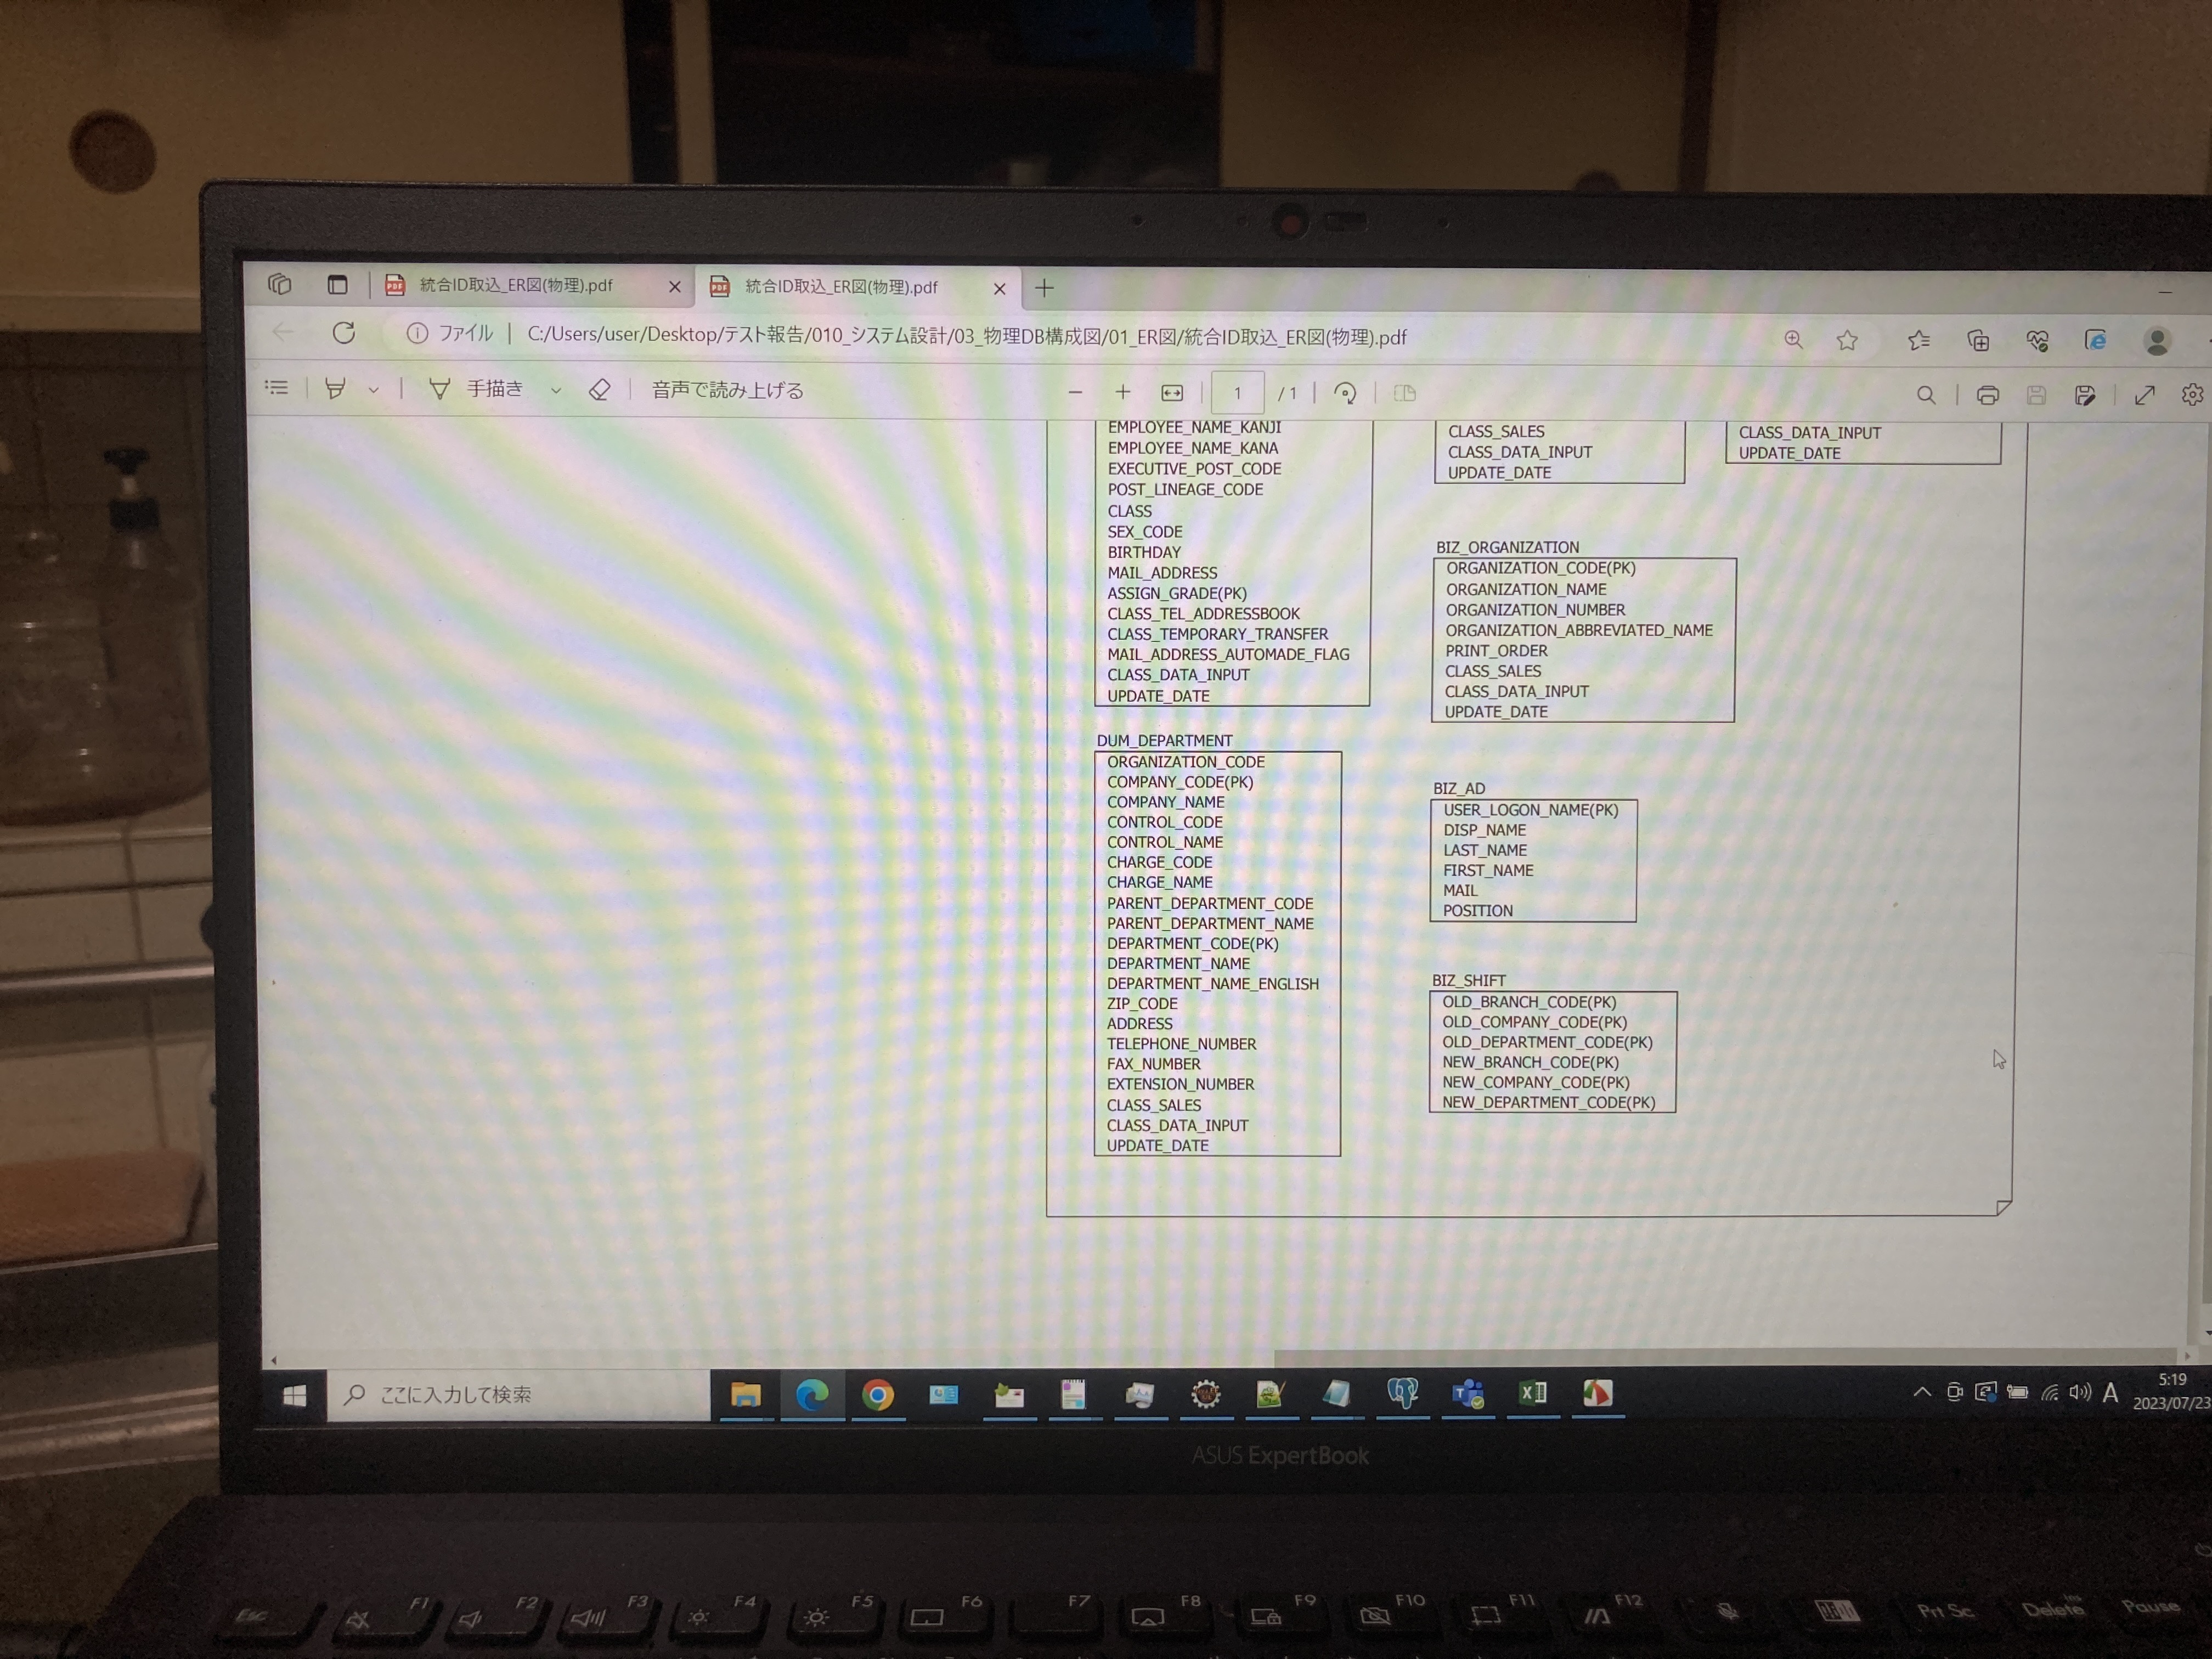 統合ID取込_ER図(物理).pdf
統合ID取込_ER図(物理).pdf
ファイル
C:/Users/user/Desktop/テスト報告/010_システム設計/03_物理DB構成図/01_ER図/統合ID取込_ER図(物理).pdf
手描き
音声で読み上げる
1
/ 1
EMPLOYEE_NAME_KANJI
EMPLOYEE_NAME_KANA
EXECUTIVE_POST_CODE
POST_LINEAGE_CODE
CLASS
SEX_CODE
BIRTHDAY
MAIL_ADDRESS
ASSIGN_GRADE(PK)
CLASS_TEL_ADDRESSBOOK
CLASS_TEMPORARY_TRANSFER
MAIL_ADDRESS_AUTOMADE_FLAG
CLASS_DATA_INPUT
UPDATE_DATE
DUM_DEPARTMENT
ORGANIZATION_CODE
COMPANY_CODE(PK)
COMPANY_NAME
CONTROL_CODE
CONTROL_NAME
CHARGE_CODE
CHARGE_NAME
PARENT_DEPARTMENT_CODE
PARENT_DEPARTMENT_NAME
DEPARTMENT_CODE(PK)
DEPARTMENT_NAME
DEPARTMENT_NAME_ENGLISH
ZIP_CODE
ADDRESS
TELEPHONE_NUMBER
FAX_NUMBER
EXTENSION_NUMBER
CLASS_SALES
CLASS_DATA_INPUT
UPDATE_DATE
CLASS_SALES
CLASS_DATA_INPUT
UPDATE_DATE
BIZ_ORGANIZATION
ORGANIZATION_CODE(PK)
ORGANIZATION_NAME
ORGANIZATION_NUMBER
ORGANIZATION_ABBREVIATED_NAME
PRINT_ORDER
CLASS_SALES
CLASS_DATA_INPUT
UPDATE_DATE
BIZ_AD
USER_LOGON_NAME(PK)
DISP_NAME
LAST_NAME
FIRST_NAME
MAIL
POSITION
BIZ_SHIFT
OLD_BRANCH_CODE(PK)
OLD_COMPANY_CODE(PK)
OLD_DEPARTMENT_CODE(PK)
NEW_BRANCH_CODE(PK)
NEW_COMPANY_CODE(PK)
NEW_DEPARTMENT_CODE(PK)
CLASS_DATA_INPUT
UPDATE_DATE
ここに入力して検索
A
5:19
2023/07/23
ASUS ExpertBook
Esc
F1
F2
F3
F4
F5
F6
F7
F8
F9
F10
F11
F12
Prt Sc
Delete
Pause